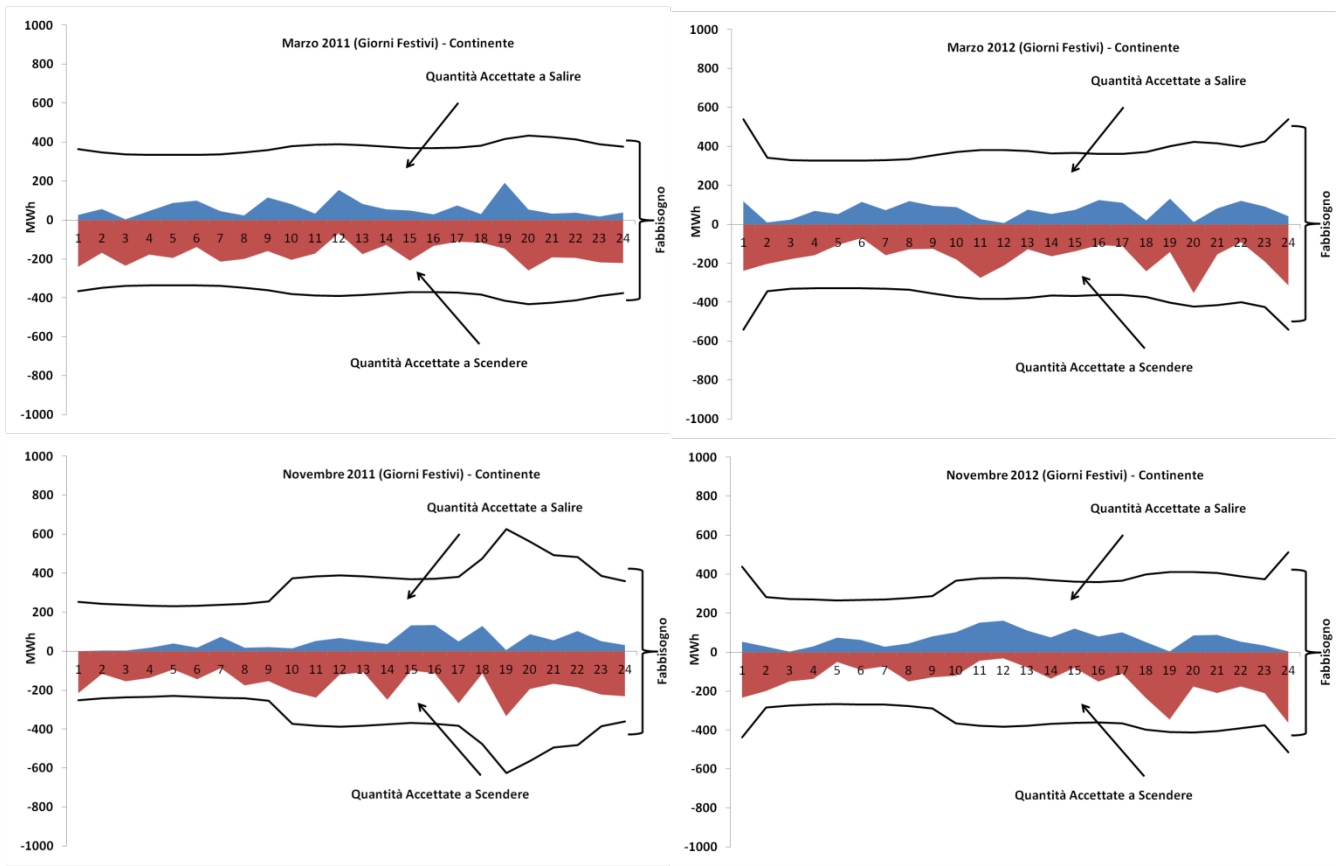 Marzo 2011 (Giorni Festivi) - Continente
Quantità Accettate a Salire
1000
800
600
400
200
0
-200
-400
-600
-800
-1000
MWh
1 2 3 4 5 6 7 8 9 10 11 12 13 14 15 16 17 18 19 20 21 22 23 24
Fabbisogno
Quantità Accettate a Scendere
Marzo 2012 (Giorni Festivi) - Continente
Quantità Accettate a Salire
1000
800
600
400
200
0
-200
-400
-600
-800
-1000
MWh
1 2 3 4 5 6 7 8 9 10 11 12 13 14 15 16 17 18 19 20 21 22 23 24
Fabbisogno
Quantità Accettate a Scendere
Novembre 2011 (Giorni Festivi) - Continente
Quantità Accettate a Salire
1000
800
600
400
200
0
-200
-400
-600
-800
-1000
MWh
1 2 3 4 5 6 7 8 9 10 11 12 13 14 15 16 17 18 19 20 21 22 23 24
Fabbisogno
Quantità Accettate a Scendere
Novembre 2012 (Giorni Festivi) - Continente
Quantità Accettate a Salire
1000
800
600
400
200
0
-200
-400
-600
-800
-1000
MWh
1 2 3 4 5 6 7 8 9 10 11 12 13 14 15 16 17 18 19 20 21 22 23 24
Fabbisogno
Quantità Accettate a Scendere